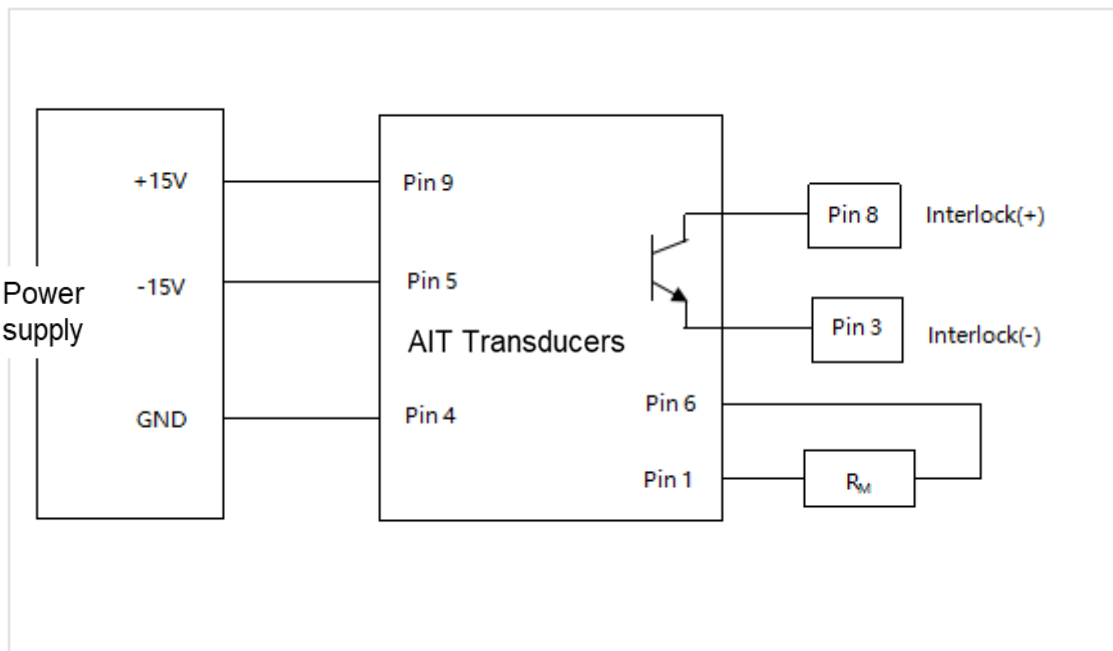 +15V
-15V
Power
supply
GND
Pin 9
Pin 5
AIT Transducers
Pin 4
Pin 8
Interlock(+)
Pin 3
Interlock(-)
Pin 6
Pin 1
RM